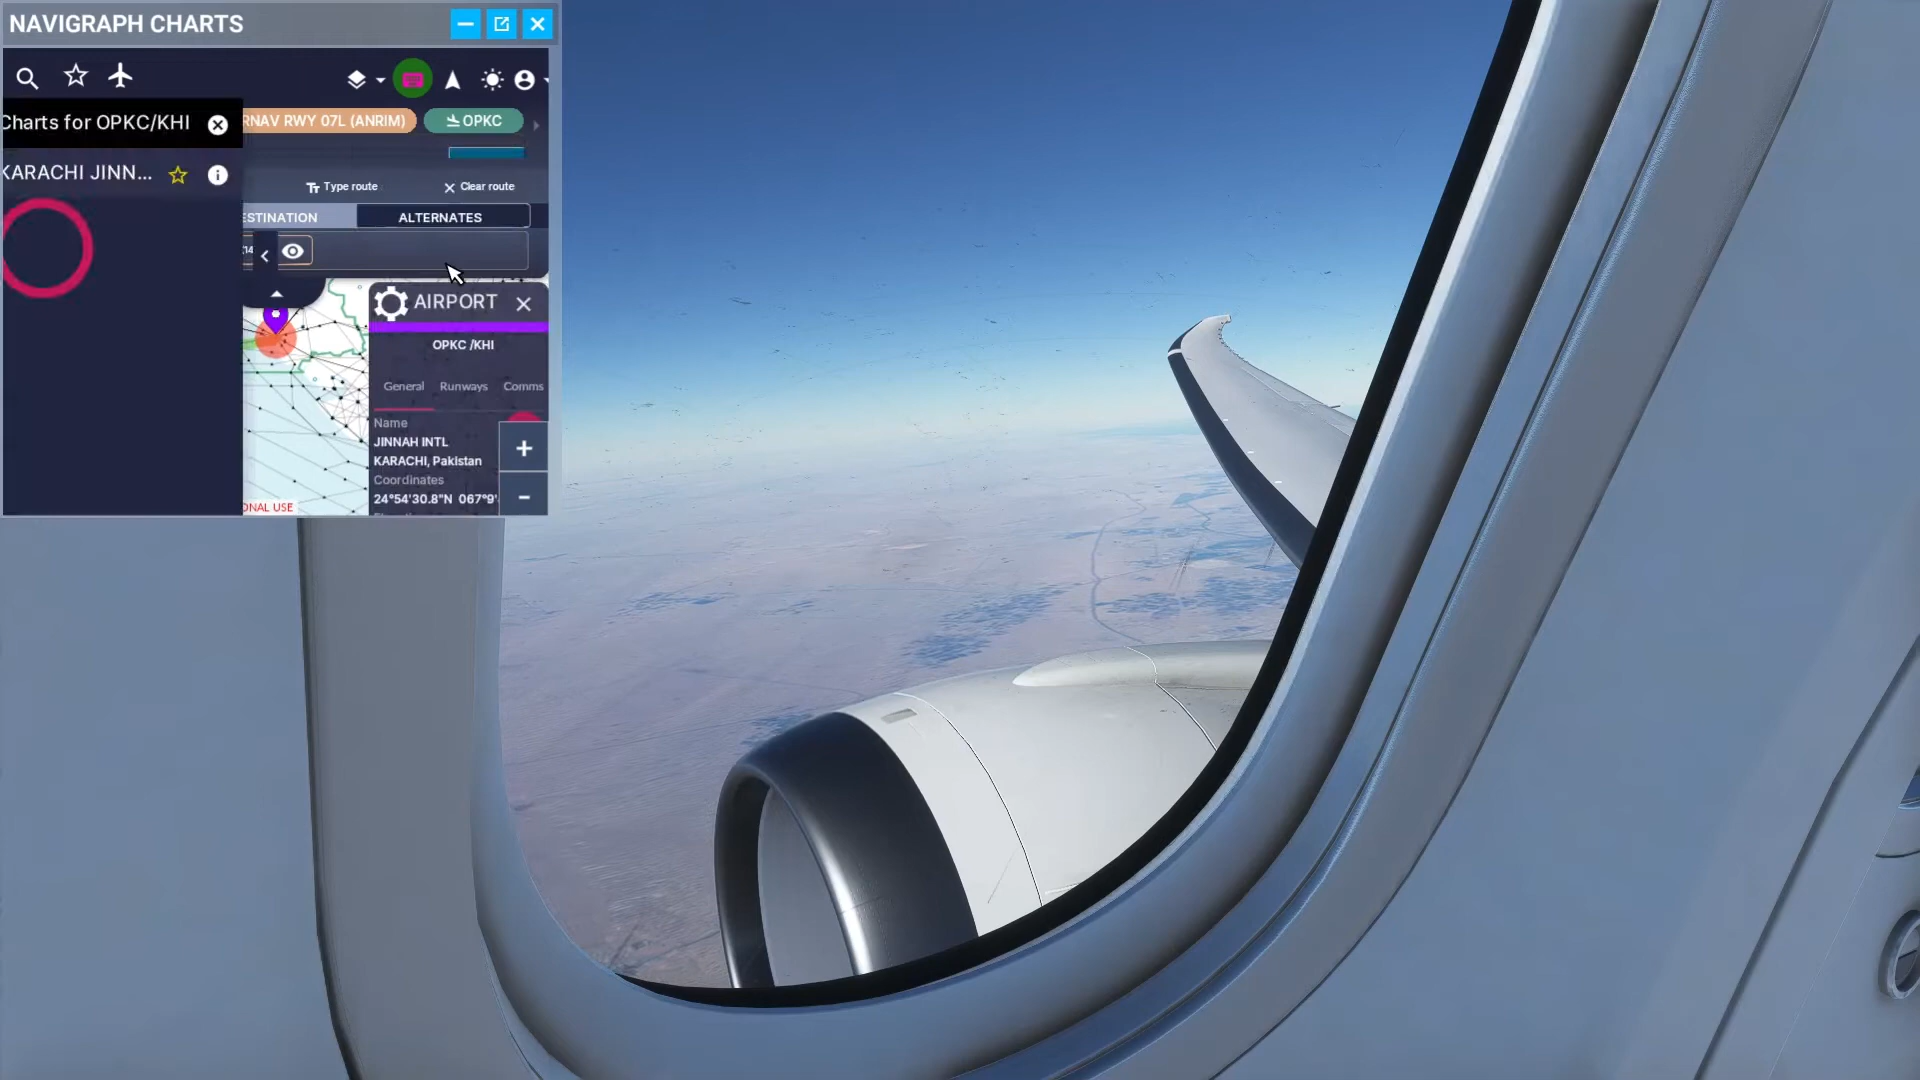 NAVIGRAPH CHARTS
Charts for OPKC/KHI
RNAV RWY 07L (ANRIM)
OPKC
KARACHI JINN...
Type route
Clear route
ESTINATION
ALTERNATES
AIRPORT
OPKC /KHI
General
Runways
Comms
Name
JINNAH INTL
KARACHI, Pakistan
Coordinates
24°54'30.8"N 067°9'
ONAL USE